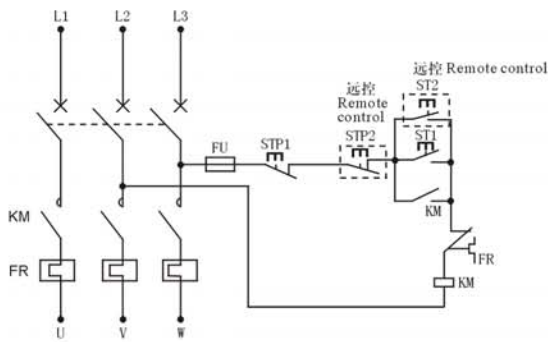 L1 L2 L3
远控 Remote control
ST2
远控
Remote
control
FU
STP1
STP2
ST1
KM
KM
FR
FR
KM
U V W